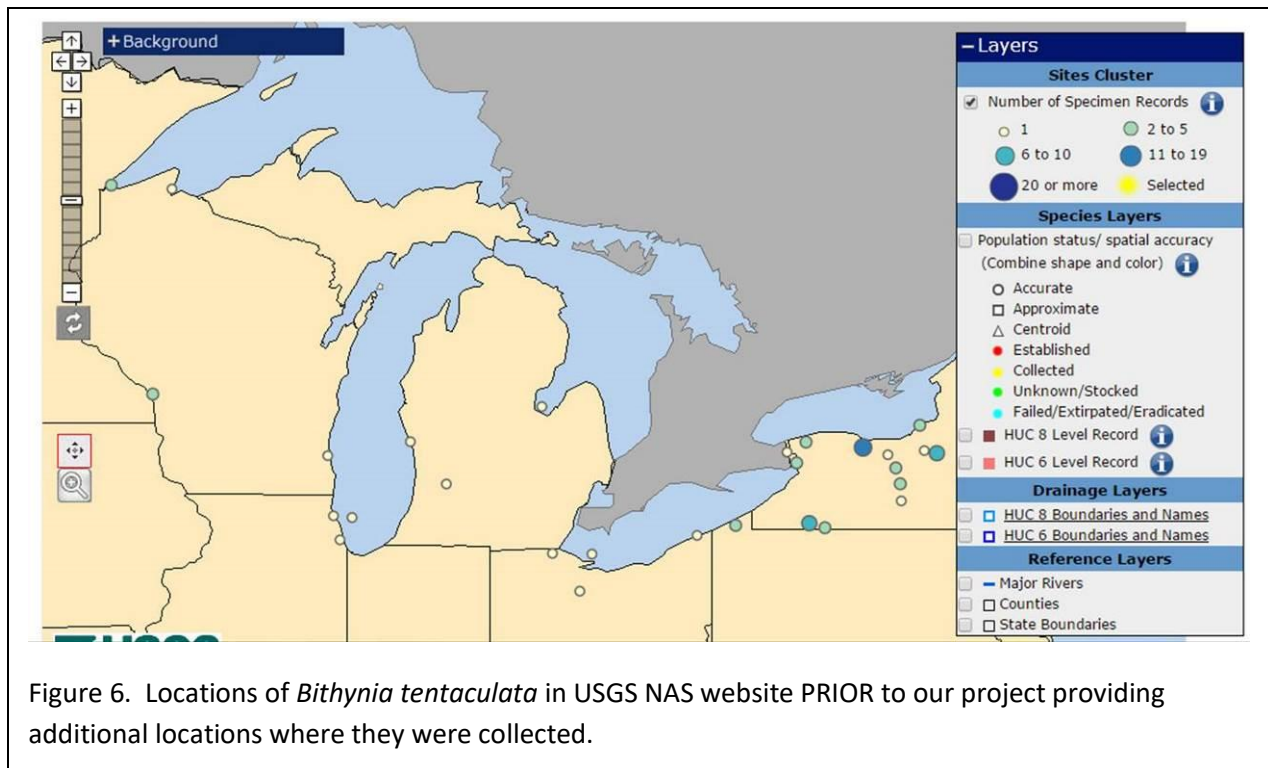 + Background
– Layers
Sites Cluster
Number of Specimen Records
1
2 to 5
6 to 10
11 to 19
20 or more
Selected
Species Layers
Population status/ spatial accuracy
(Combine shape and color)
Accurate
Approximate
Centroid
Established
Collected
Unknown/Stocked
Failed/Extirpated/Eradicated
HUC 8 Level Record
HUC 6 Level Record
Drainage Layers
HUC 8 Boundaries and Names
HUC 6 Boundaries and Names
Reference Layers
Major Rivers
Counties
State Boundaries
Figure 6. Locations of Bithynia tentaculata in USGS NAS website PRIOR to our project providing
additional locations where they were collected.